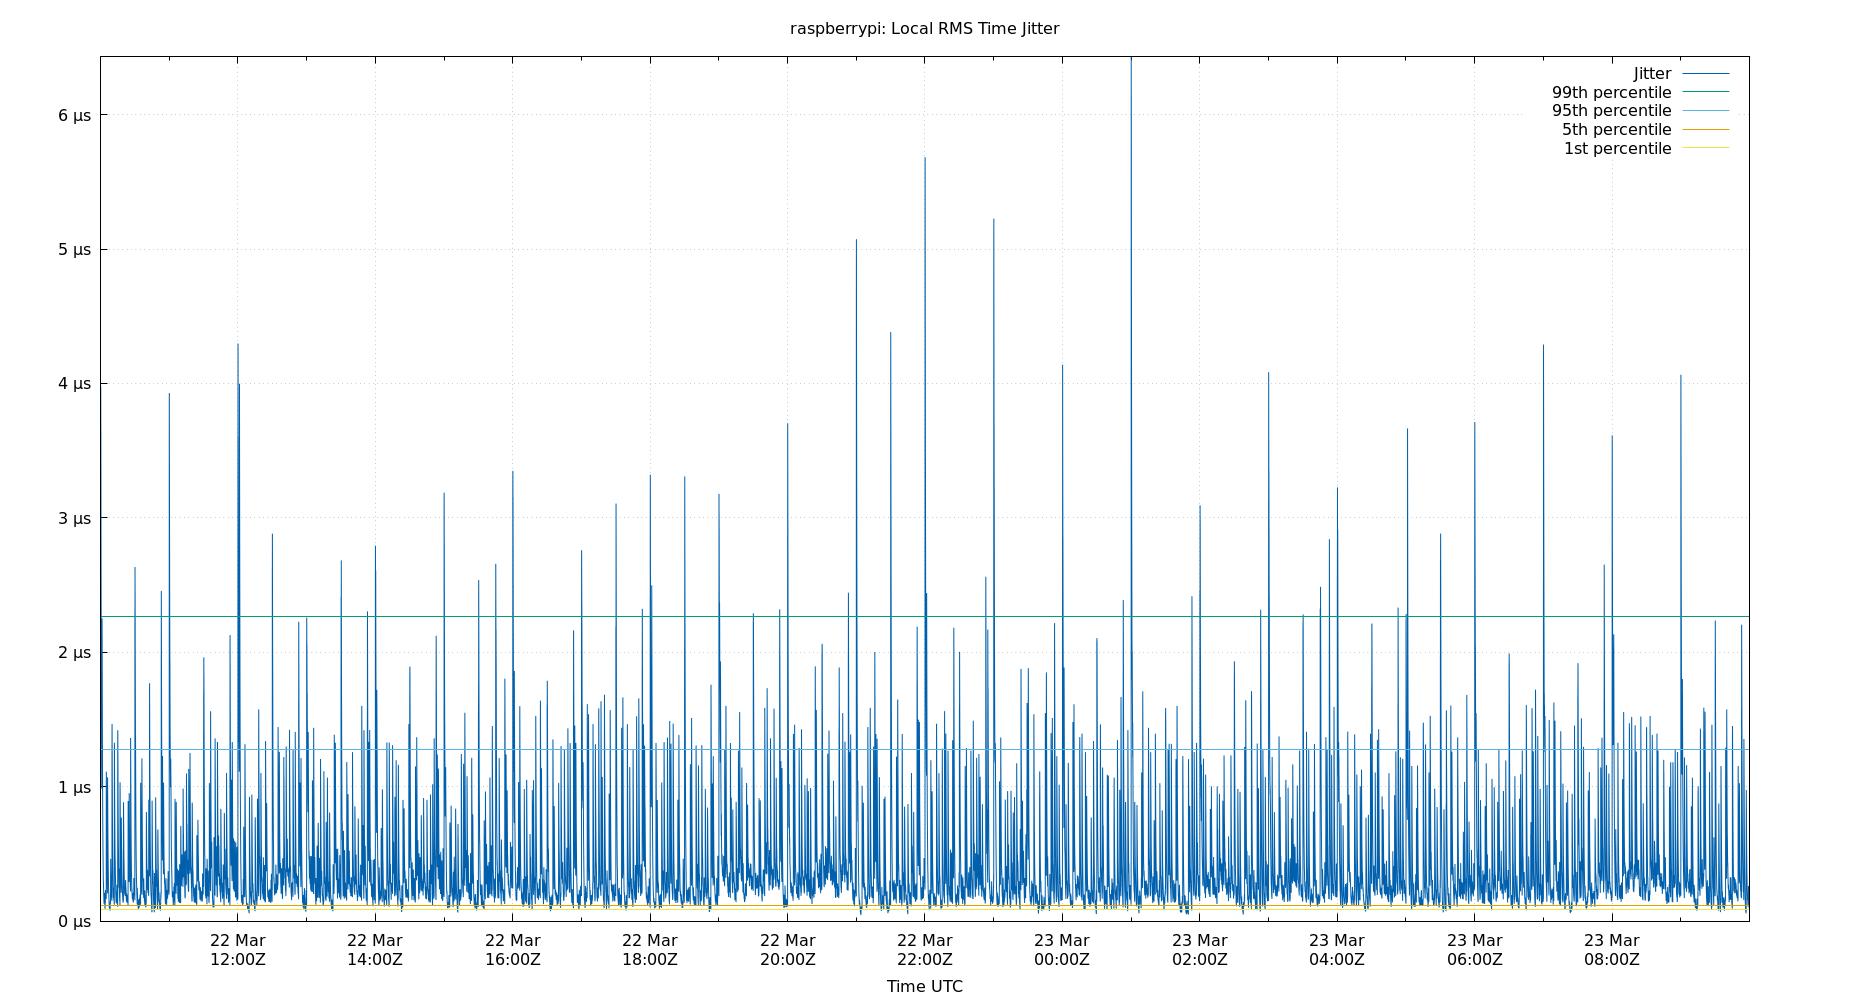 raspberrypi: Local RMS Time Jitter
Jitter
99th percentile
95th percentile
5th percentile
1st percentile
6 µs
5 µs
4 µs
3 µs
2 µs
1 µs
0 µs
22 Mar 22 Mar 22 Mar 22 Mar 22 Mar 22 Mar 23 Mar 23 Mar 23 Mar 23 Mar 23 Mar
12:00Z 14:00Z 16:00Z 18:00Z 20:00Z 22:00Z 00:00Z 02:00Z 04:00Z 06:00Z 08:00Z
Time UTC